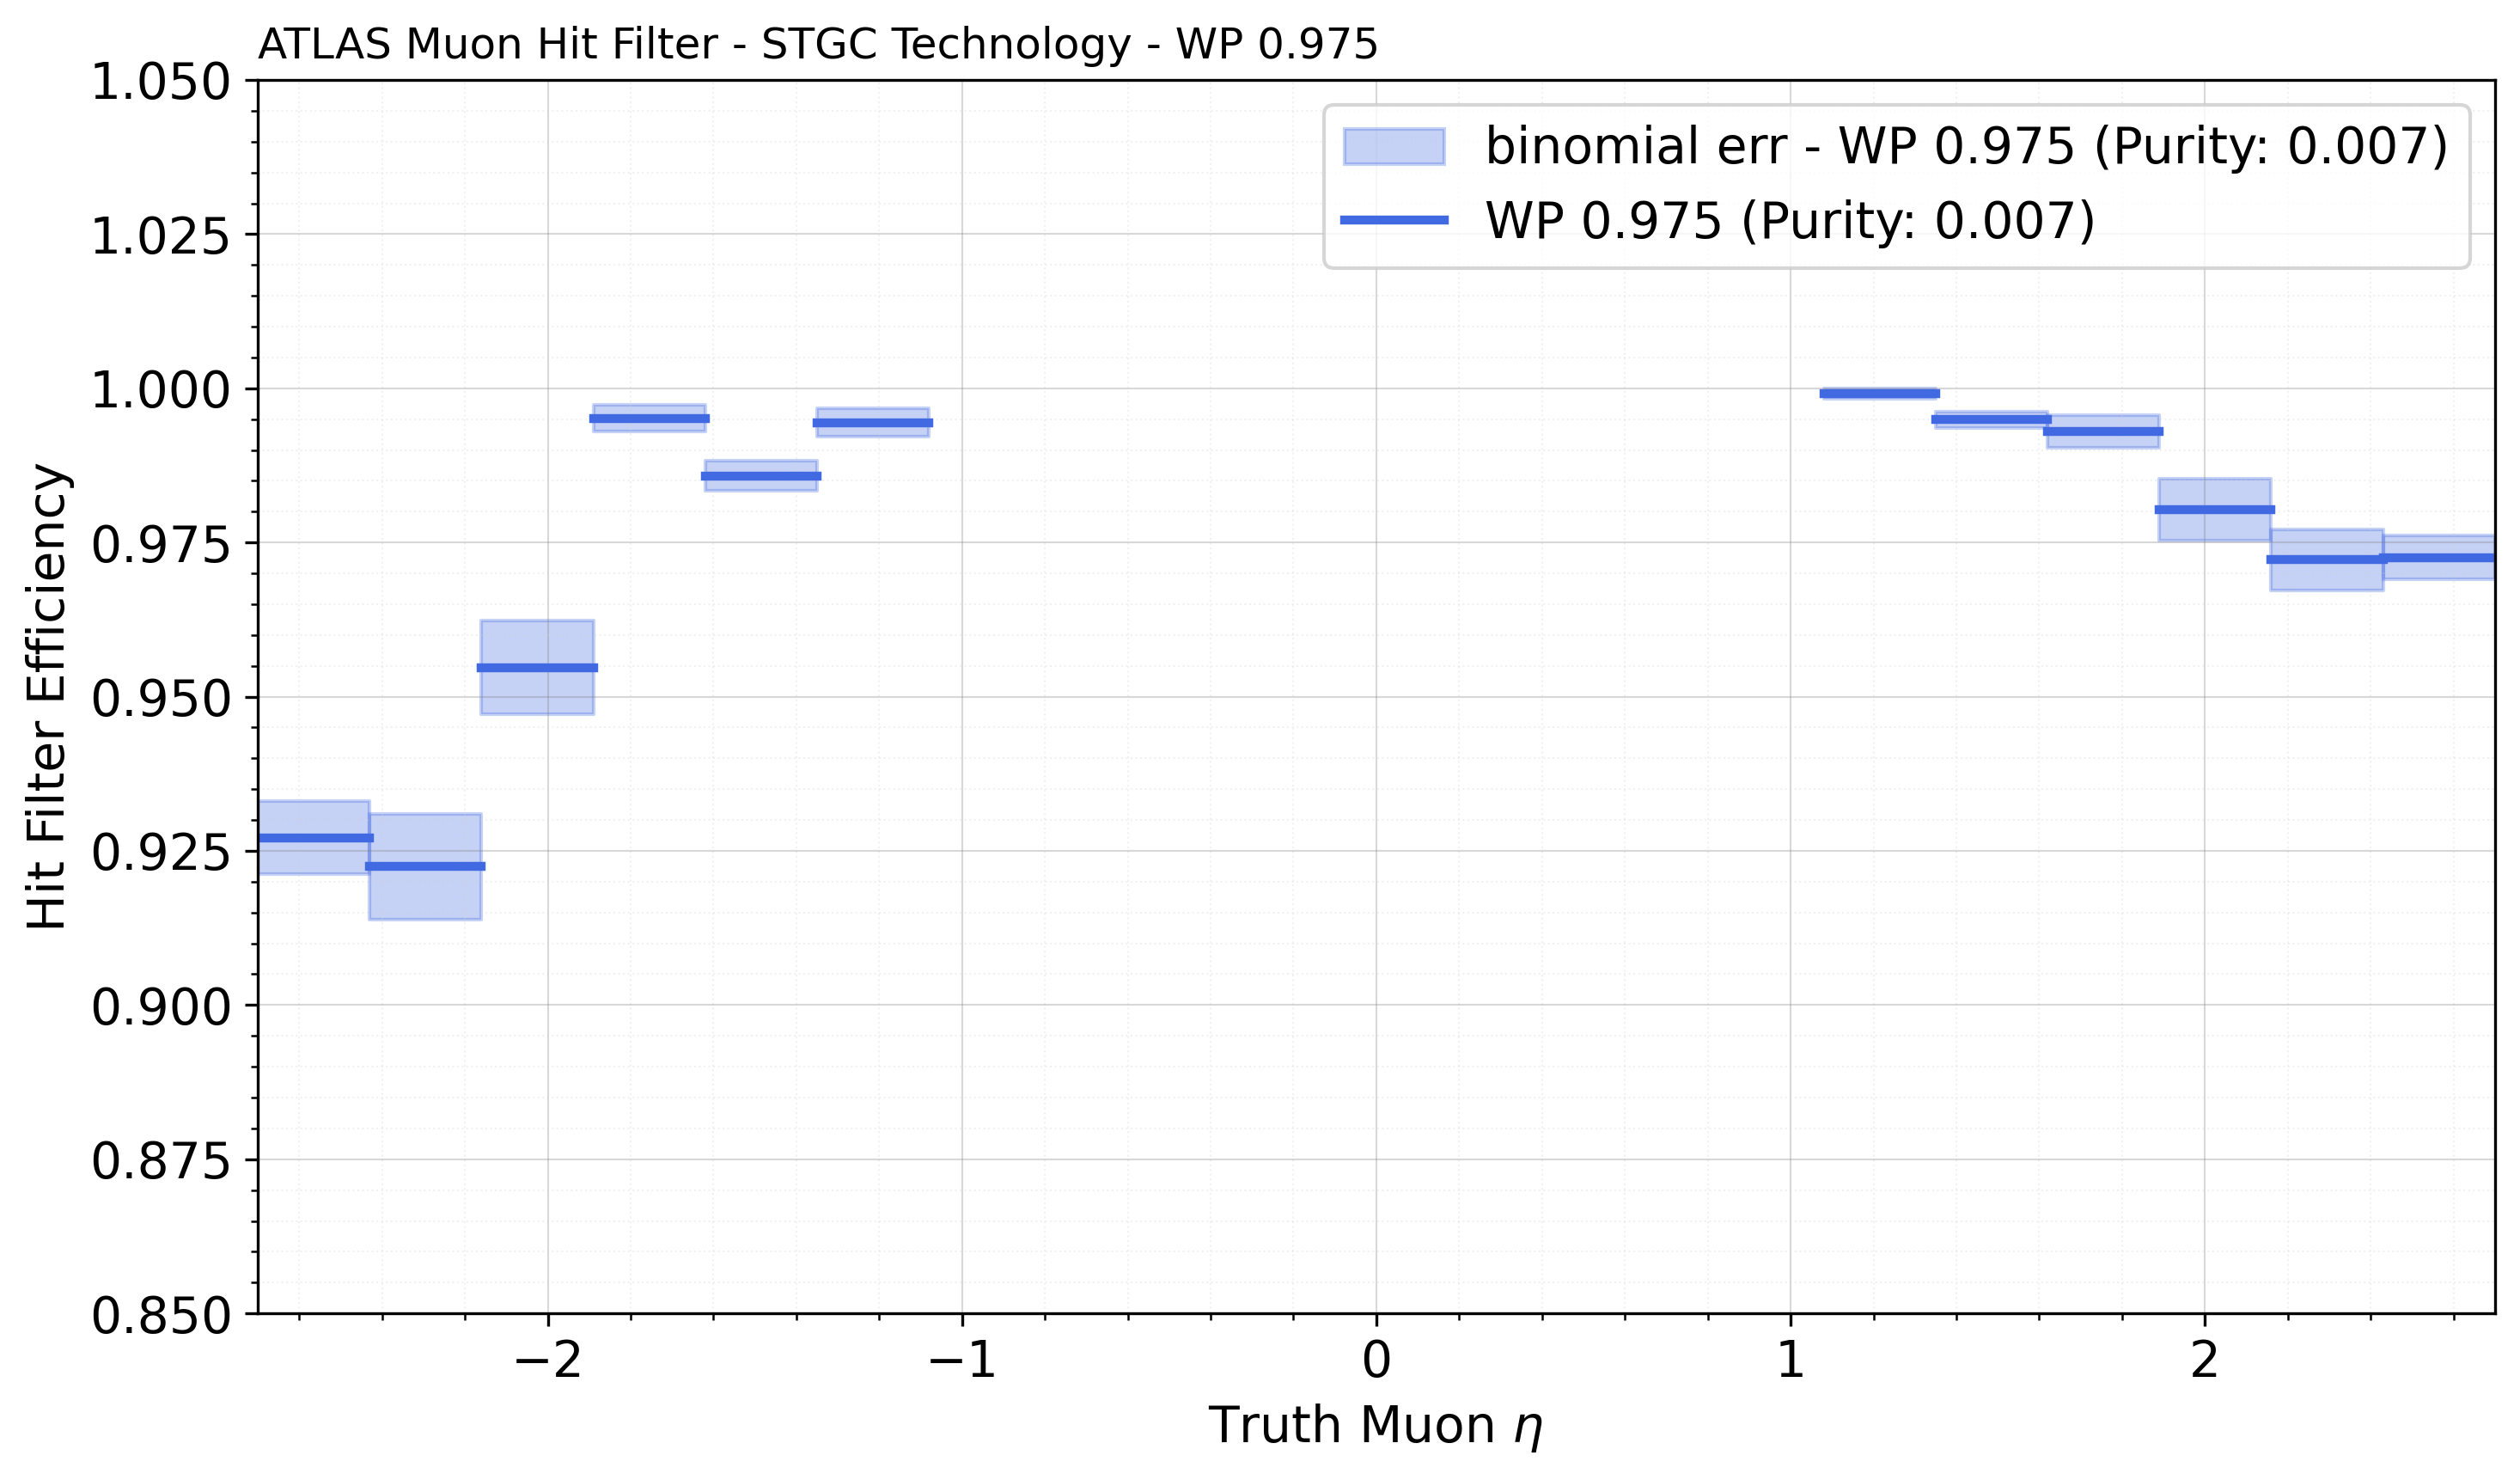 ATLAS Muon Hit Filter - STGC Technology - WP 0.975
1.050
1.025
1.000
0.975
0.950
0.925
0.900
0.875
0.850
Hit Filter Efficiency
binomial err - WP 0.975 (Purity: 0.007)
WP 0.975 (Purity: 0.007)
−2 −1 0 1 2
Truth Muon η